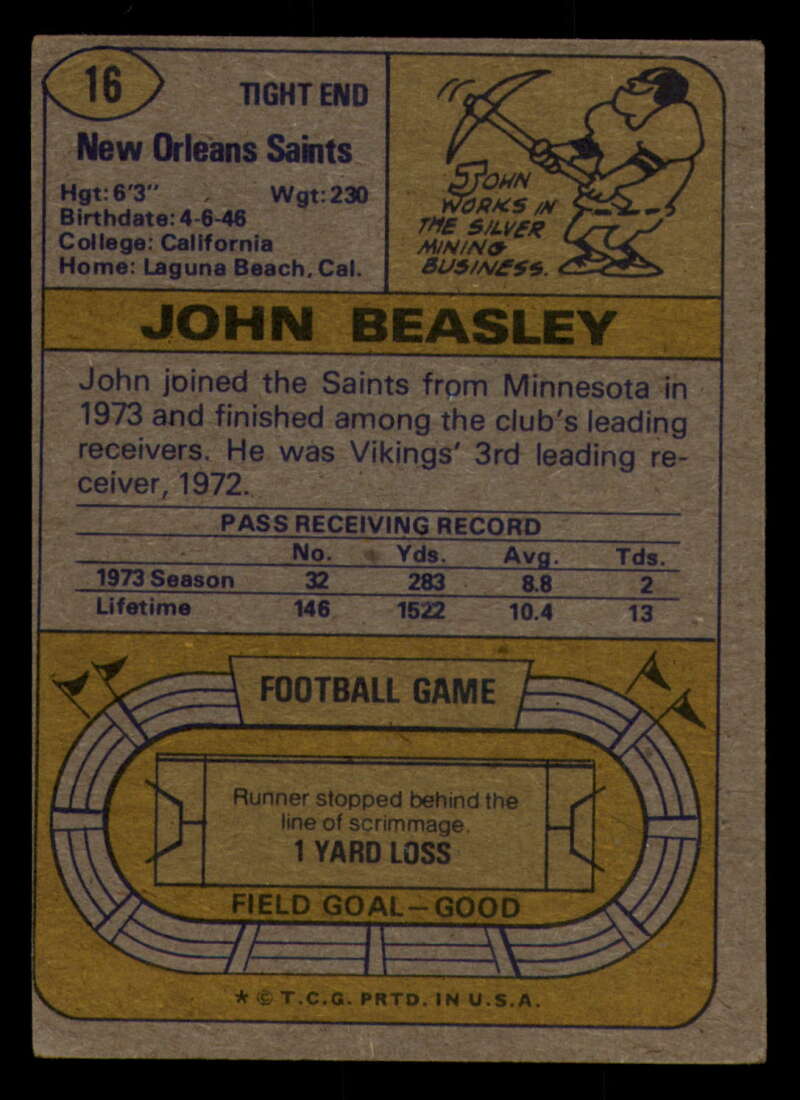 16
TIGHT END
New Orleans Saints
Hgt: 6'3" Wgt: 230
Birthdate: 4-6-46
College: California
Home: Laguna Beach, Cal.
JOHN
WORKS IN
THE SILVER
MINING
BUSINESS.
JOHN BEASLEY
John joined the Saints from Minnesota in
1973 and finished among the club's leading
receivers. He was Vikings' 3rd leading re-
ceiver, 1972.
PASS RECEIVING RECORD
No. Yds. Avg. Tds.
1973 Season 32 283 8.8 2
Lifetime 146 1522 10.4 13
FOOTBALL GAME
Runner stopped behind the
line of scrimmage.
1 YARD LOSS
FIELD GOAL—GOOD
* © T.C.G. PRTD. IN U.S.A.